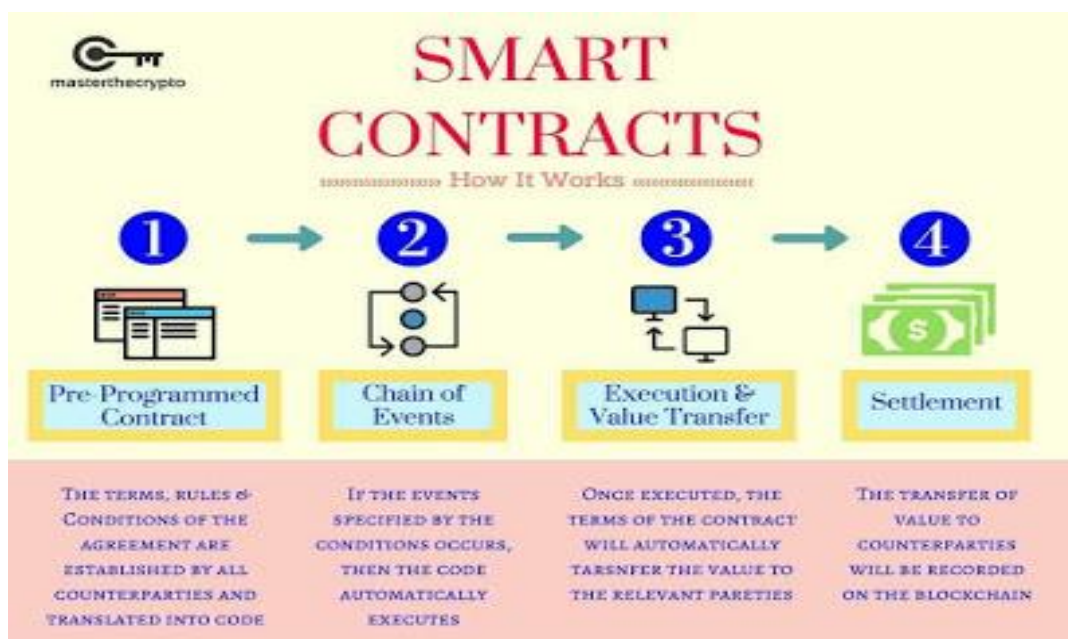 masterthecrypto
SMART
CONTRACTS
How It Works
1
2
3
4
$
Pre-Programmed
Contract
Chain of
Events
Execution &
Value Transfer
Settlement
THE TERMS, RULES &
CONDITIONS OF THE
AGREEMENT ARE
ESTABLISHED BY ALL
COUNTERPARTIES AND
TRANSLATED INTO CODE
IF THE EVENTS
SPECIFIED BY THE
CONDITIONS OCCURS,
THEN THE CODE
AUTOMATICALLY
EXECUTES
ONCE EXECUTED, THE
TERMS OF THE CONTRACT
WILL AUTOMATICALLY
TARSNFER THE VALUE TO
THE RELEVANT PARETIES
THE TRANSFER OF
VALUE TO
COUNTERPARTIES
WILL BE RECORDED
ON THE BLOCKCHAIN